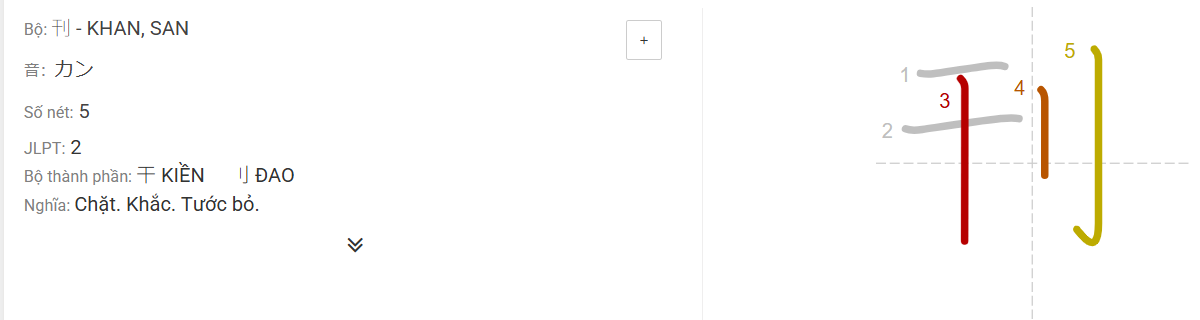 Bộ: 刊 - KHAN, SAN
+
音: カン
Số nét: 5
JLPT: 2
Bộ thành phần: 干 KIỀN 刂 ĐAO
Nghĩa: Chặt. Khắc. Tước bỏ.
1
2
3
4
5